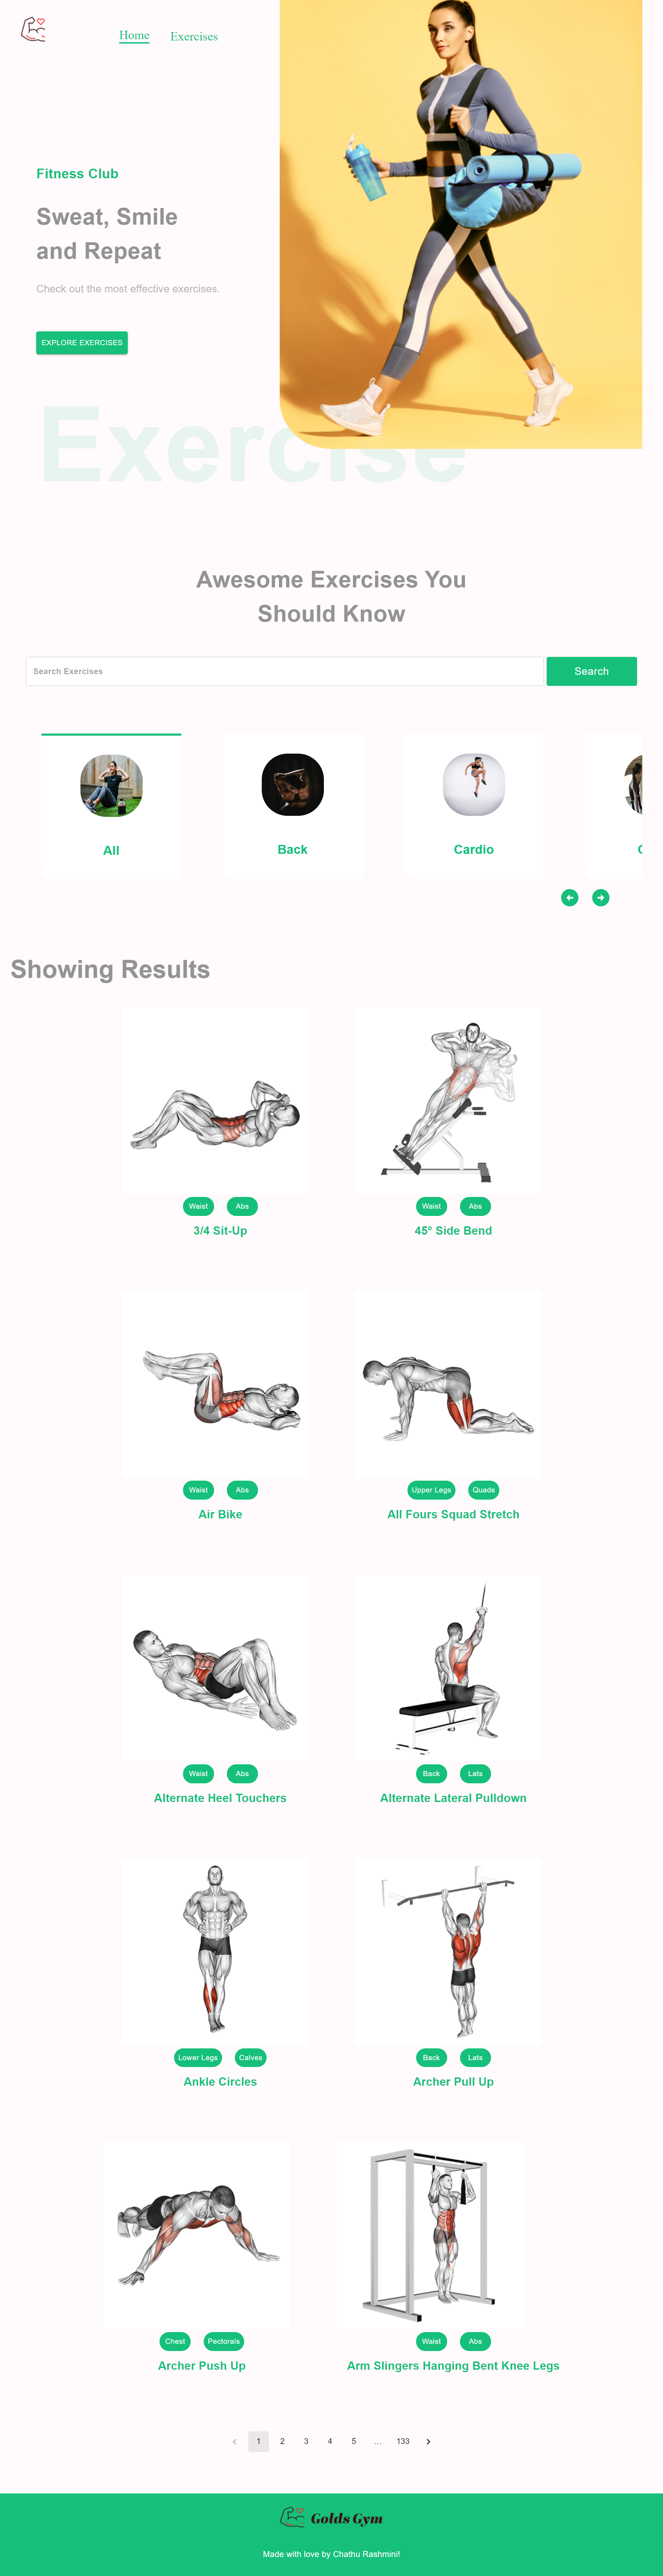 Home Exercises
Fitness Club
Sweat, Smile
and Repeat
Check out the most effective exercises.
EXPLORE EXERCISES
Exercise
Awesome Exercises You
Should Know
Search Exercises Search
All Back Cardio
Showing Results
Waist Abs Waist Abs
3/4 Sit-Up 45° Side Bend
Waist Abs Upper Legs Quads
Air Bike All Fours Squad Stretch
Waist Abs Back Lats
Alternate Heel Touchers Alternate Lateral Pulldown
Lower Legs Calves Back Lats
Ankle Circles Archer Pull Up
Chest Pectorals Waist Abs
Archer Push Up Arm Slingers Hanging Bent Knee Legs
1 2 3 4 5 … 133
Golds Gym
Made with love by Chathu Rashmini!